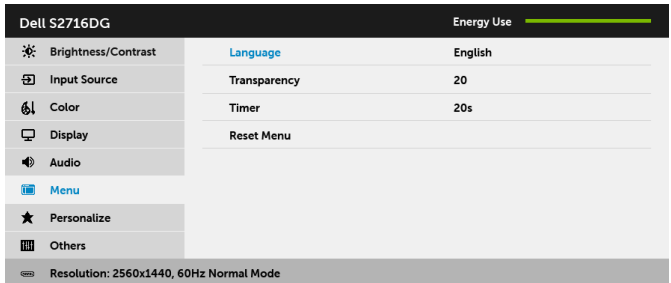 Dell S2716DG Energy Use
Brightness/Contrast Language English
Input Source Transparency 20
Color Timer 20s
Display Reset Menu
Audio
Menu
Personalize
Others
Resolution: 2560x1440, 60Hz Normal Mode